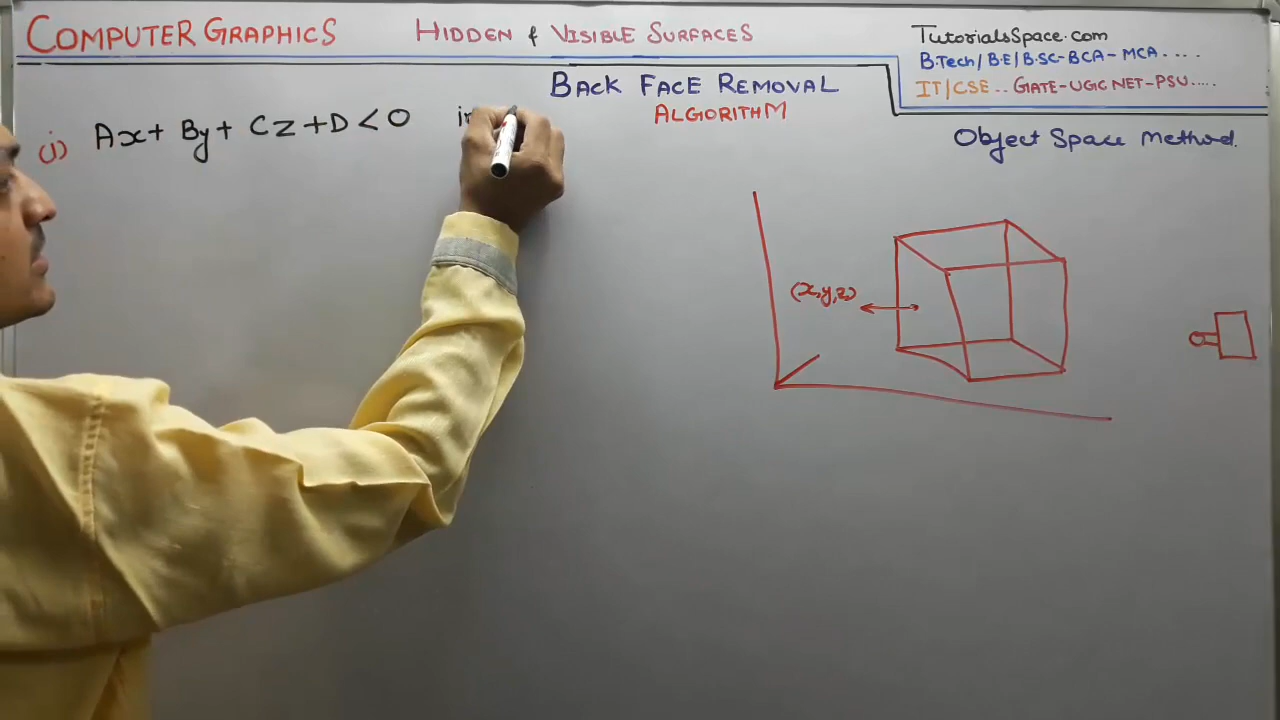 COMPUTER GRAPHICS
HIDDEN & VISIBLE SURFACES
TutorialsSpace.com
B.Tech/B.E/B.SC-BCA-MCA.....
IT/CSE..GATE-UGC NET-PSU.....
BACK FACE REMOVAL
ALGORITHM
Object Space Method.
(i) Ax+ By+ Cz+D<0
(x,y,z)